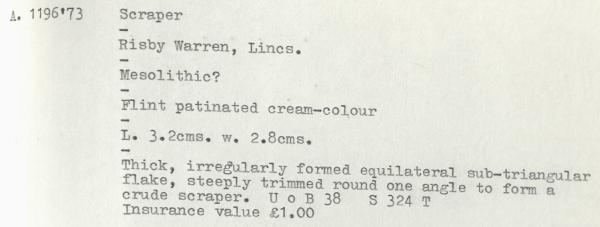 A. 1196'73 Scraper
Risby Warren, Lincs.
Mesolithic?
Flint patinated cream-colour
L. 3.2cms. w. 2.8cms.
Thick, irregularly formed equilateral sub-triangular
flake, steeply trimmed round one angle to form a
crude scraper. U o B 38 S 324 T
Insurance value £1.00